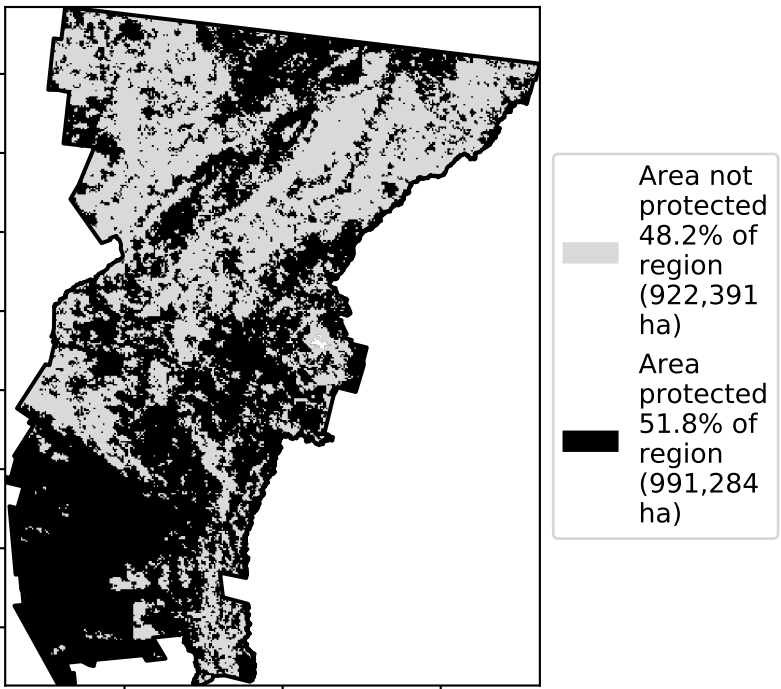 Area not
protected
48.2% of
region
(922,391
ha)
Area
protected
51.8% of
region
(991,284
ha)